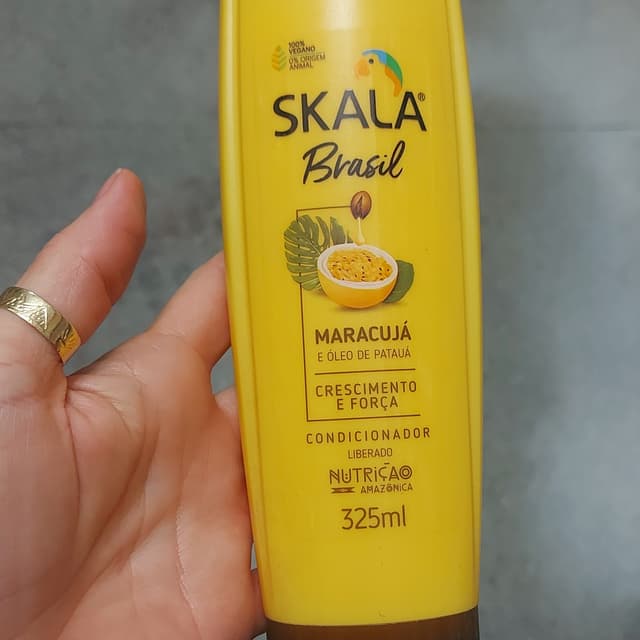 100%
VEGANO
0% ORIGEM
ANIMAL
SKALA®
Brasil
MARACUJÁ
E ÓLEO DE PATAUÁ
CRESCIMENTO
E FORÇA
CONDICIONADOR
LIBERADO
NUTRIÇÃO
AMAZÔNICA
325ml